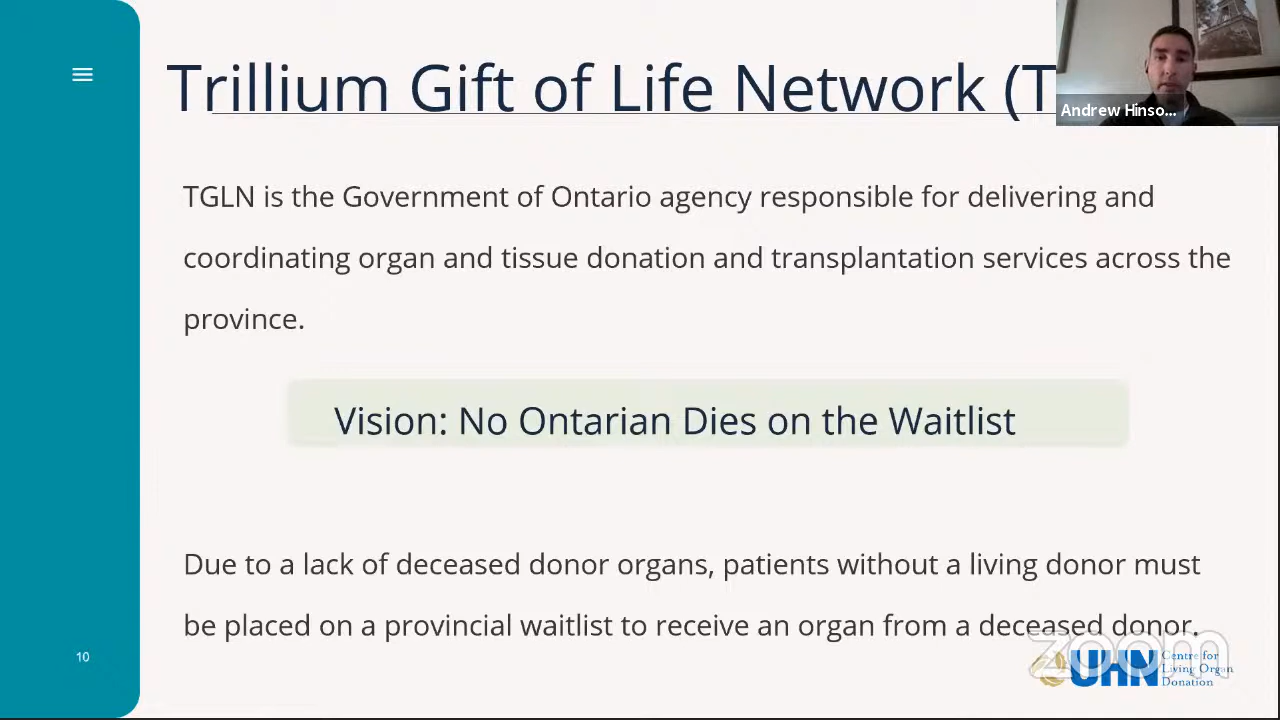 Trillium Gift of Life Network (T
Andrew Hinso...
TGLN is the Government of Ontario agency responsible for delivering and
coordinating organ and tissue donation and transplantation services across the
province.
Vision: No Ontarian Dies on the Waitlist
Due to a lack of deceased donor organs, patients without a living donor must
be placed on a provincial waitlist to receive an organ from a deceased donor.
zoom
10
UHN
Centre for
Living Organ
Donation